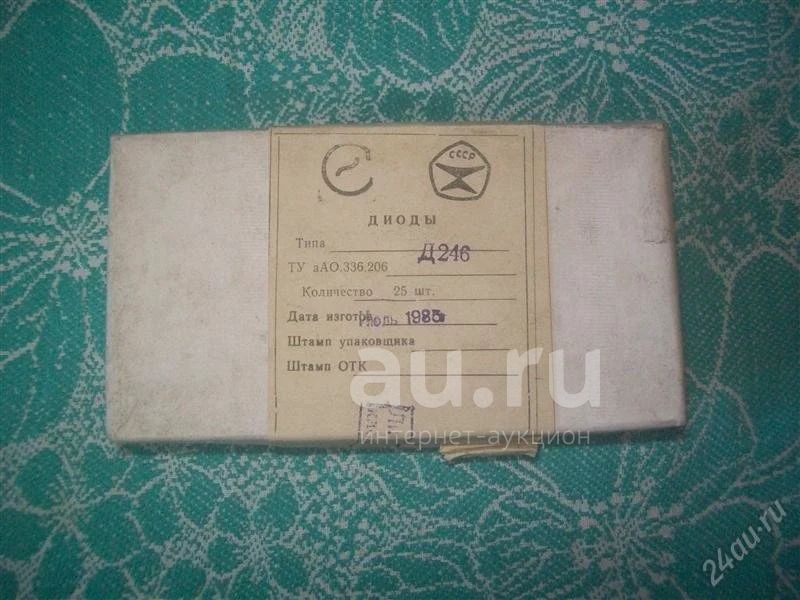 СССР
ДИОДЫ
Типа Д246
ТУ аАО.336.206
Количество 25 шт.
Дата изготов. Июль 1985г
Штамп упаковщика
Штамп ОТК
au.ru
интернет-аукцион
24au.ru